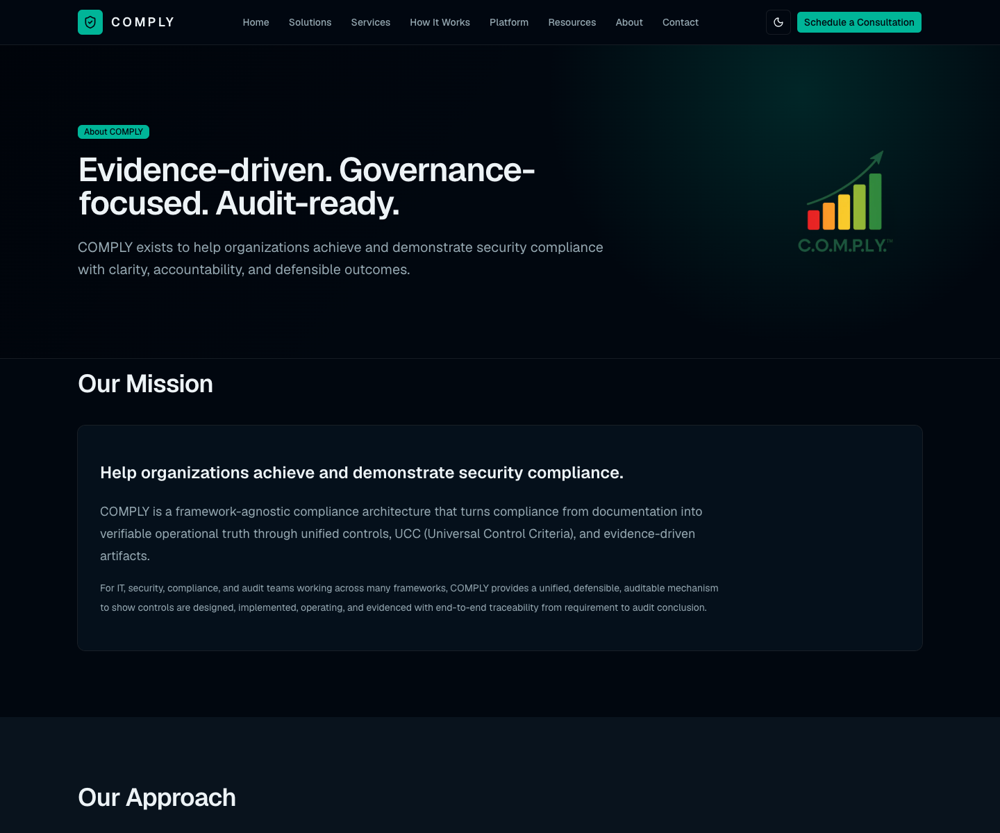 COMPLY
Home
Solutions
Services
How It Works
Platform
Resources
About
Contact
Schedule a Consultation
About COMPLY
Evidence-driven. Governance-
focused. Audit-ready.
COMPLY exists to help organizations achieve and demonstrate security compliance
with clarity, accountability, and defensible outcomes.
C.O.M.P.L.Y.™
Our Mission
Help organizations achieve and demonstrate security compliance.
COMPLY is a framework-agnostic compliance architecture that turns compliance from documentation into
verifiable operational truth through unified controls, UCC (Universal Control Criteria), and evidence-driven
artifacts.
For IT, security, compliance, and audit teams working across many frameworks, COMPLY provides a unified, defensible, auditable mechanism
to show controls are designed, implemented, operating, and evidenced with end-to-end traceability from requirement to audit conclusion.
Our Approach